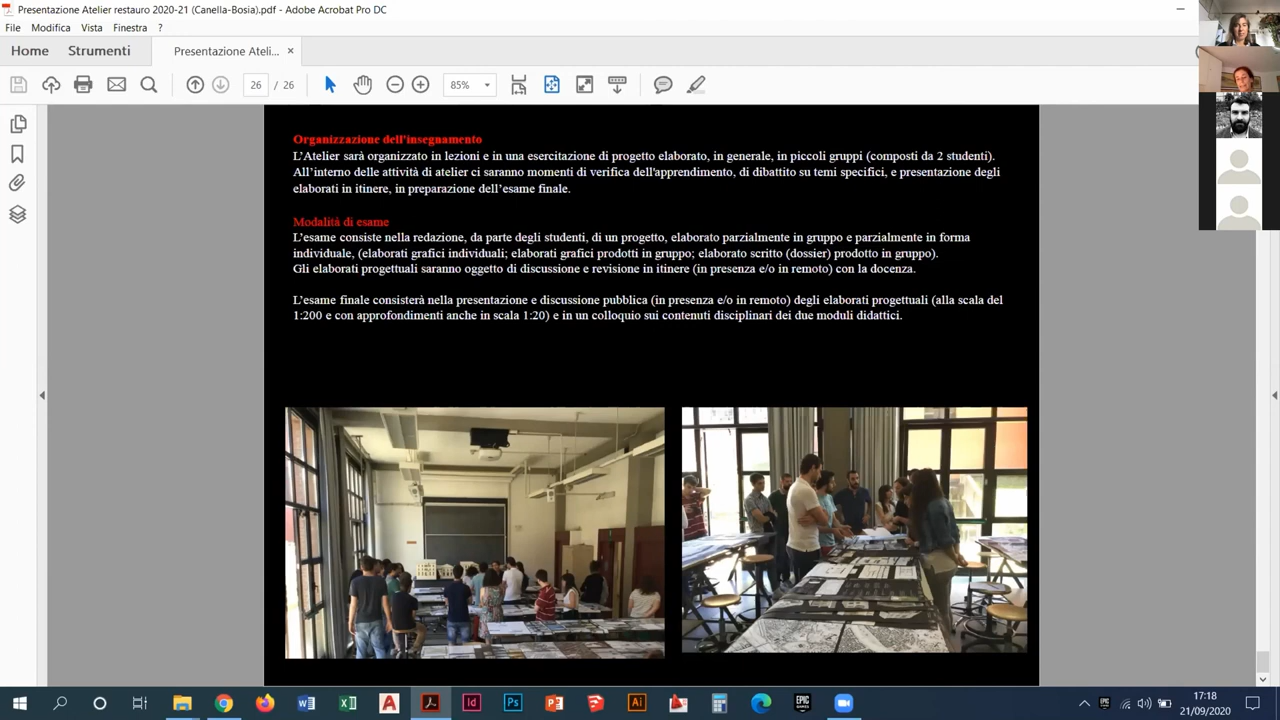 Presentazione Atelier restauro 2020-21 (Canella-Bosia).pdf - Adobe Acrobat Pro DC
File Modifica Vista Finestra ?
Home Strumenti Presentazione Ateli... ×
26 / 26 85%
Organizzazione dell'insegnamento
L'Atelier sarà organizzato in lezioni e in una esercitazione di progetto elaborato, in generale, in piccoli gruppi (composti da 2 studenti).
All'interno delle attività di atelier ci saranno momenti di verifica dell'apprendimento, di dibattito su temi specifici, e presentazione degli
elaborati in itinere, in preparazione dell'esame finale.
Modalità di esame
L'esame consiste nella redazione, da parte degli studenti, di un progetto, elaborato parzialmente in gruppo e parzialmente in forma
individuale, (elaborati grafici individuali; elaborati grafici prodotti in gruppo; elaborato scritto (dossier) prodotto in gruppo).
Gli elaborati progettuali saranno oggetto di discussione e revisione in itinere (in presenza e/o in remoto) con la docenza.
L'esame finale consisterà nella presentazione e discussione pubblica (in presenza e/o in remoto) degli elaborati progettuali (alla scala del
1:200 e con approfondimenti anche in scala 1:20) e in un colloquio sui contenuti disciplinari dei due moduli didattici.
17:18
21/09/2020